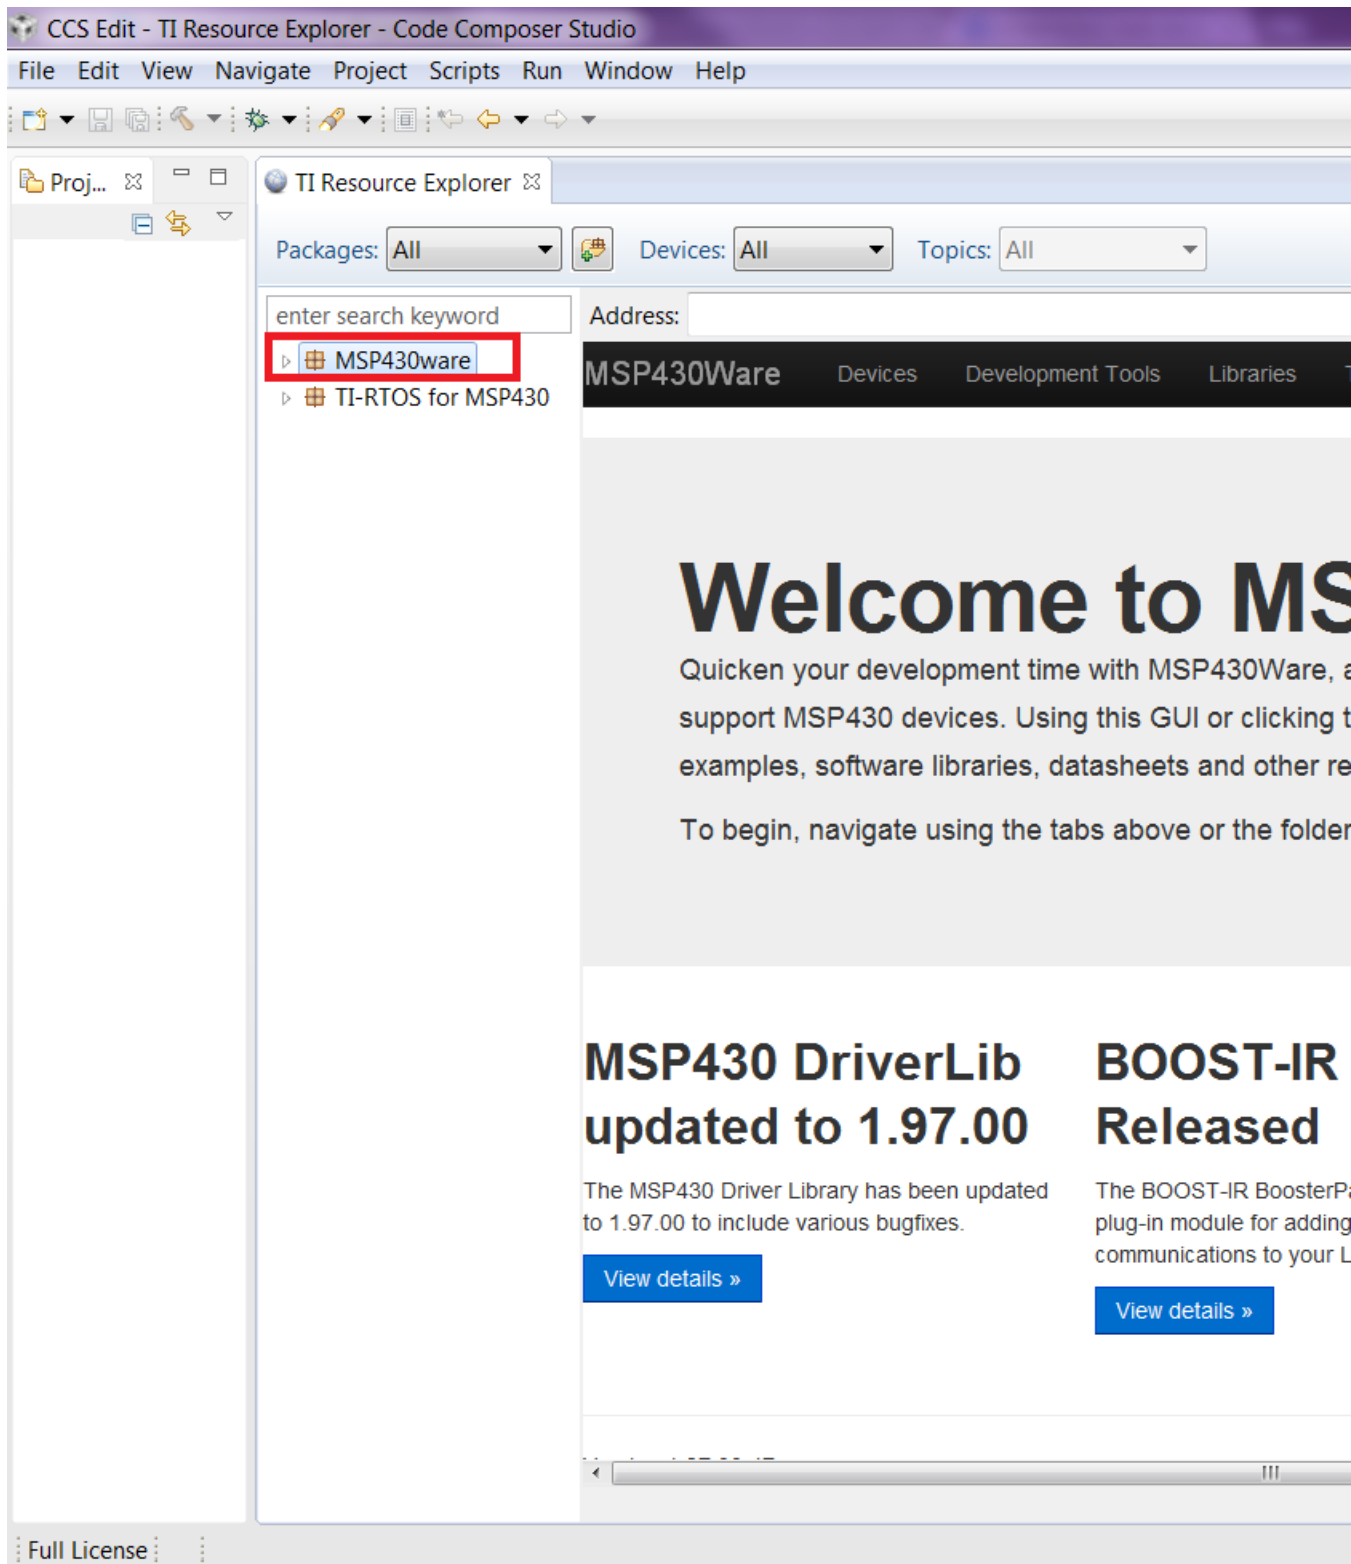 CCS Edit - TI Resource Explorer - Code Composer Studio
File Edit View Navigate Project Scripts Run Window Help
Proj...
TI Resource Explorer
Packages: All Devices: All Topics: All
enter search keyword
Address:
MSP430ware
TI-RTOS for MSP430
MSP430Ware Devices Development Tools Libraries
Welcome to MS
Quicken your development time with MSP430Ware, a
support MSP430 devices. Using this GUI or clicking t
examples, software libraries, datasheets and other re
To begin, navigate using the tabs above or the folder
MSP430 DriverLib
updated to 1.97.00
The MSP430 Driver Library has been updated
to 1.97.00 to include various bugfixes.
View details »
BOOST-IR
Released
The BOOST-IR BoosterPa
plug-in module for adding
communications to your L
View details »
Full License